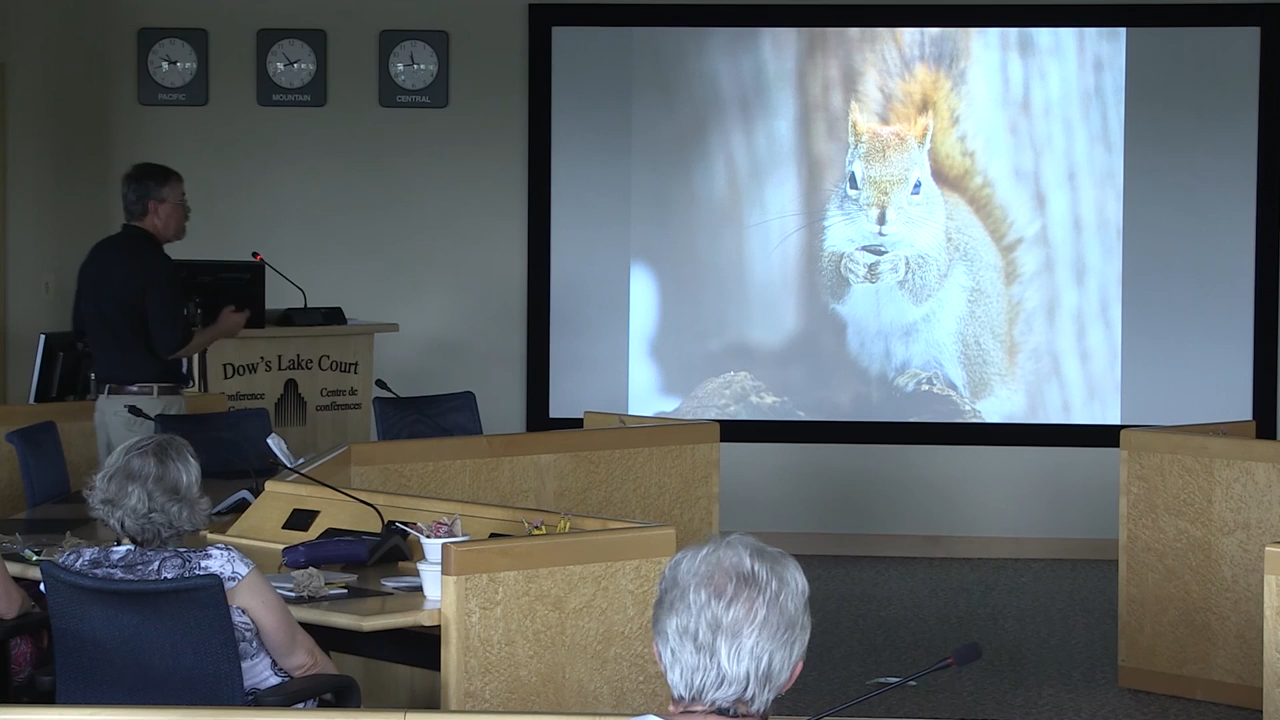 PACIFIC
MOUNTAIN
CENTRAL
Dow's Lake Court
Centre de
conférences